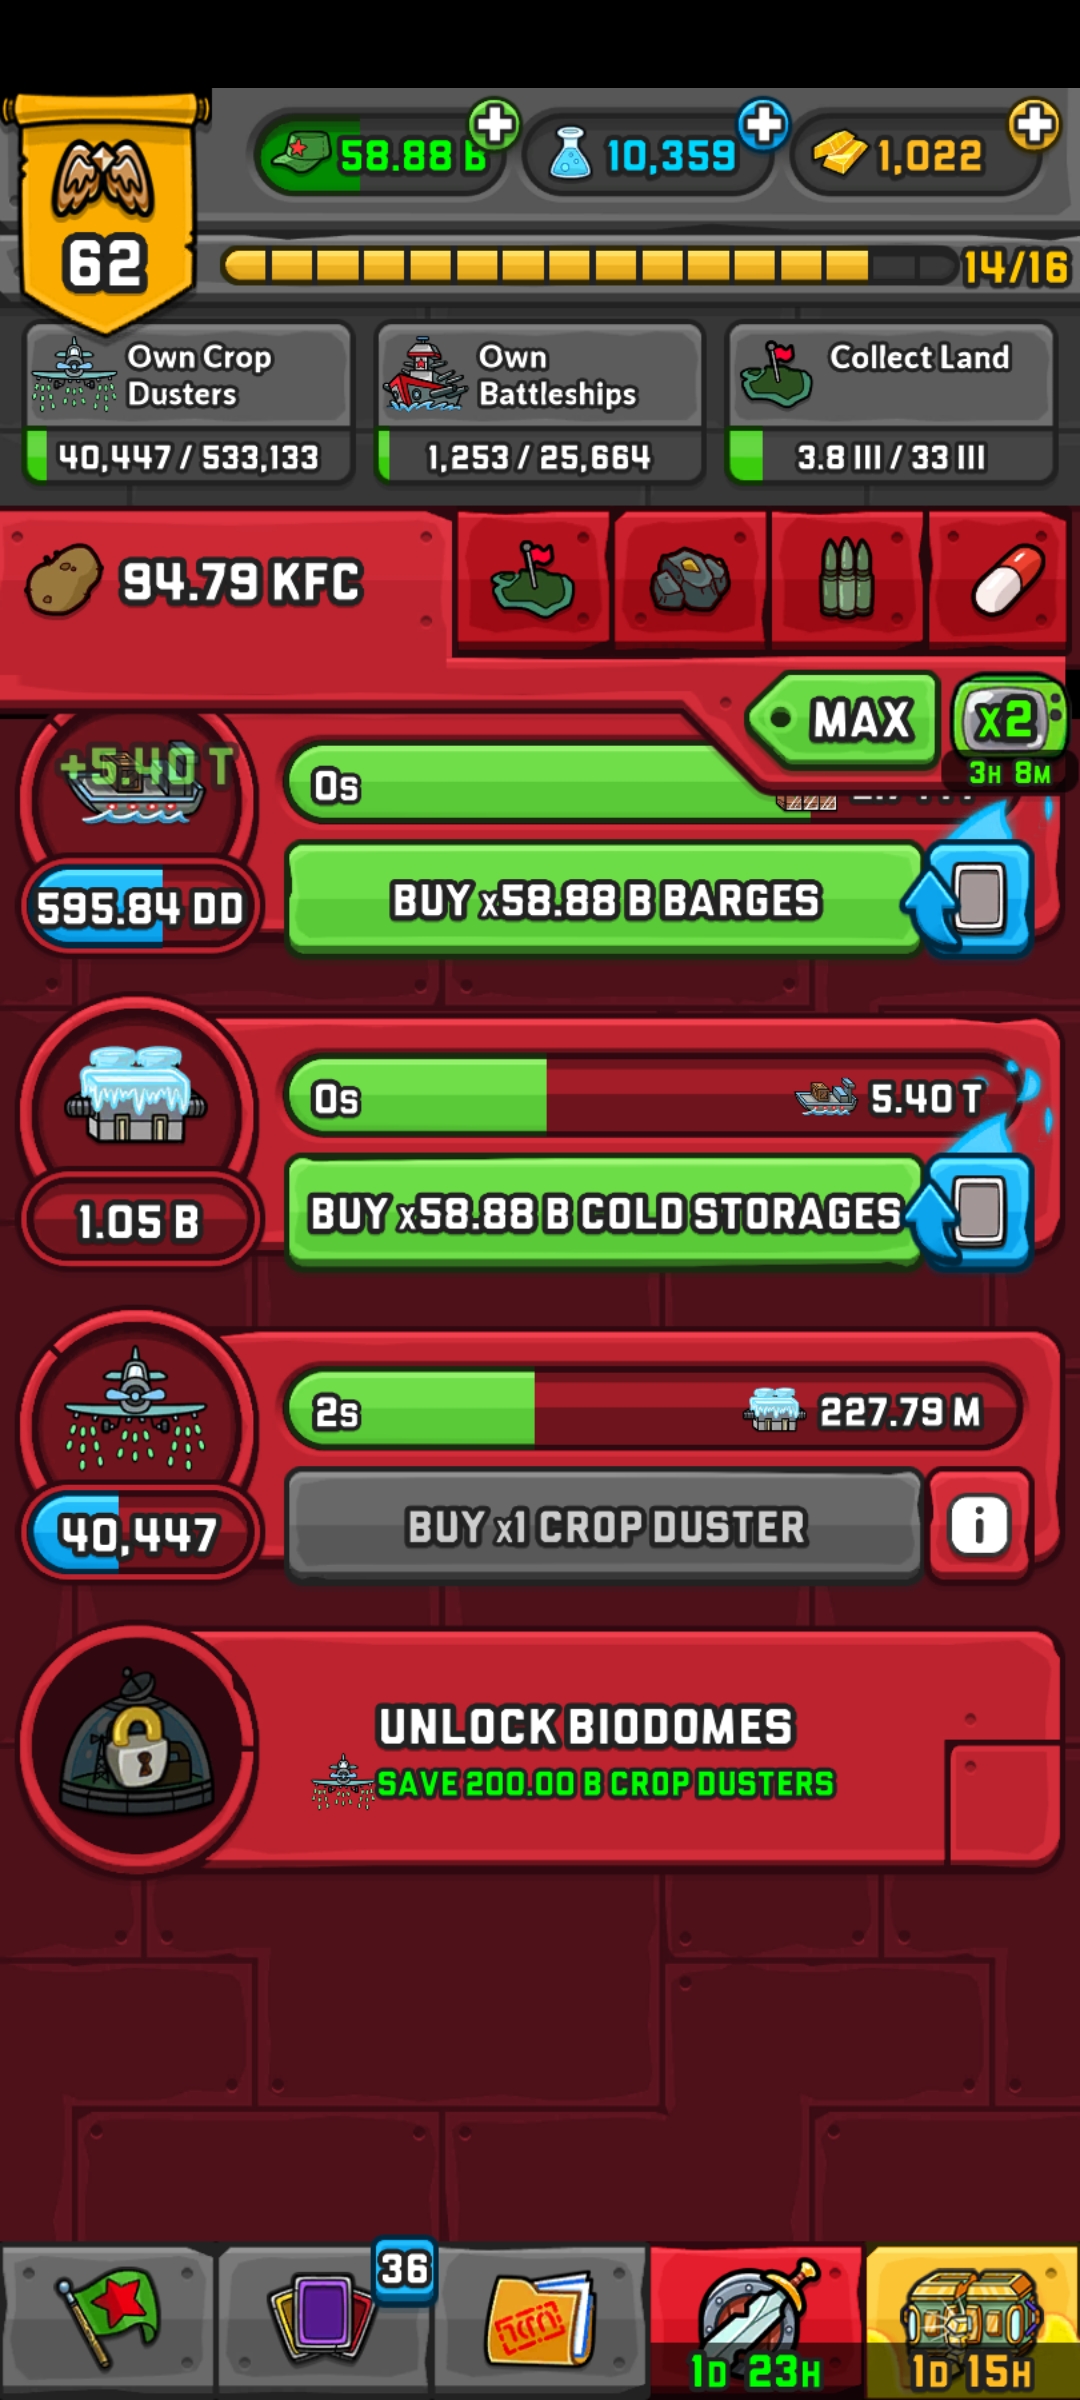 58.88 B
10,359
1,022
62
14/16
Own Crop
Dusters
40,447 / 533,133
Own
Battleships
1,253 / 25,664
Collect Land
3.8 III / 33 III
94.79 KFC
MAX
x2
3H 8M
+5.40 T
0s
595.84 DD
BUY x58.88 B BARGES
0s
5.40 T
1.05 B
BUY x58.88 B COLD STORAGES
2s
227.79 M
40,447
BUY x1 CROP DUSTER
i
UNLOCK BIODOMES
SAVE 200.00 B CROP DUSTERS
36
1D 23H
1D 15H